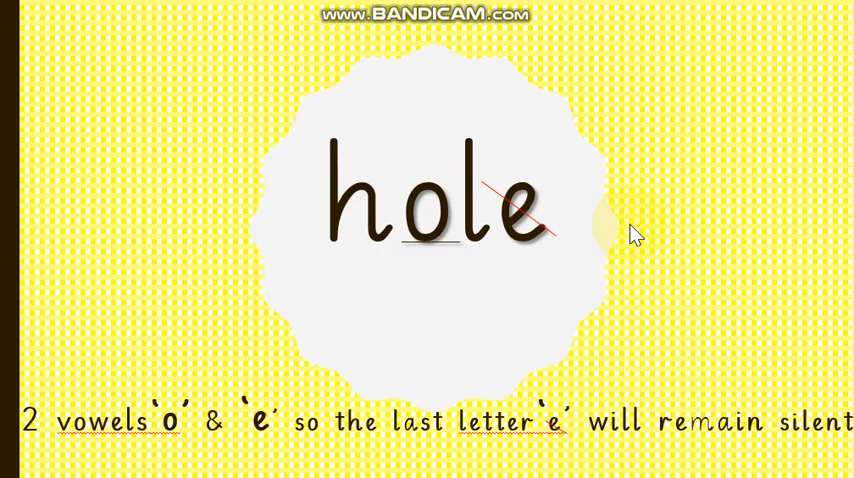 www.BANDICAM.com
hole
2 vowels‘o’ & ‘e’ so the last letter‘e’ will remain silent